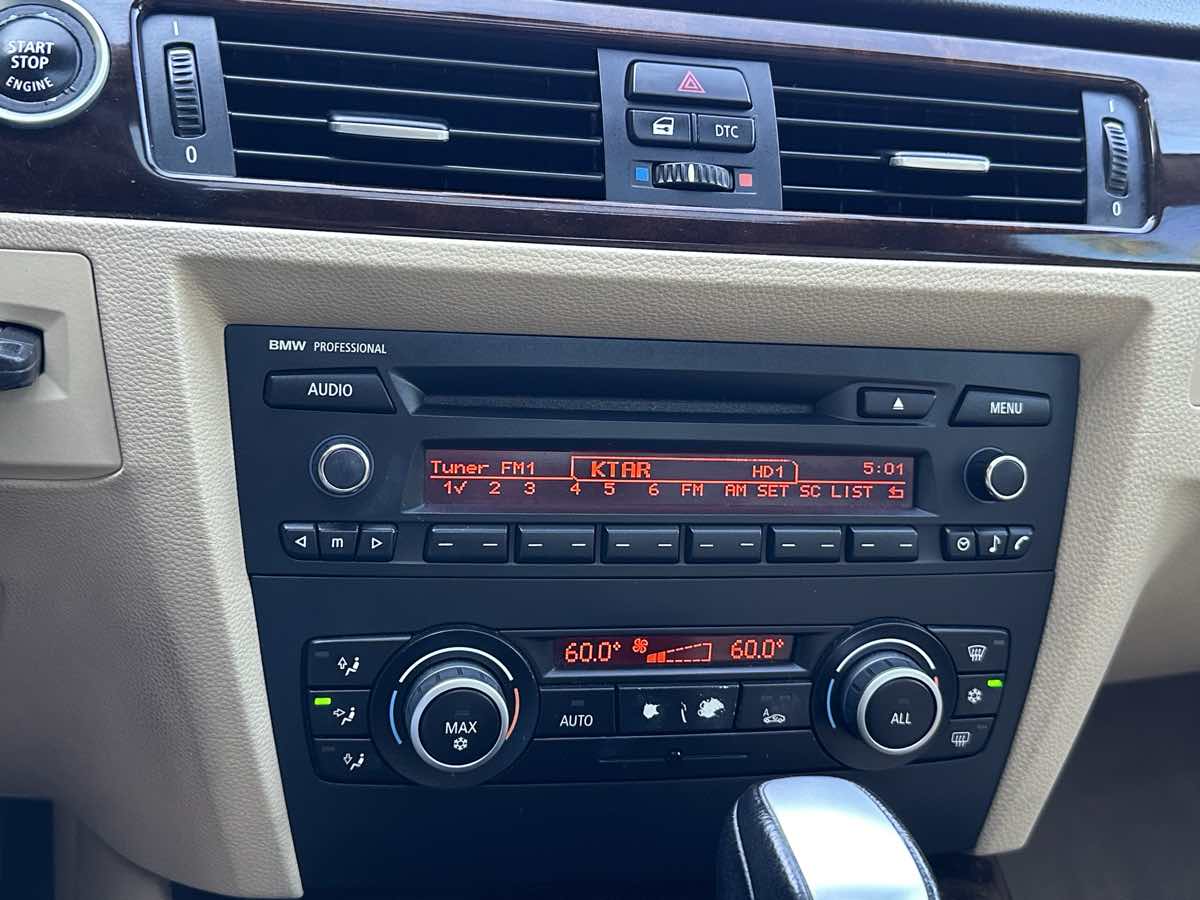 START
STOP
ENGINE
I
0
DTC
I
0
BMW PROFESSIONAL
AUDIO
MENU
Tuner FM1 KTAR HD1 5:01
1√ 2 3 4 5 6 FM AM SET SC LIST
m
60.0° 60.0°
MAX
AUTO
A
ALL